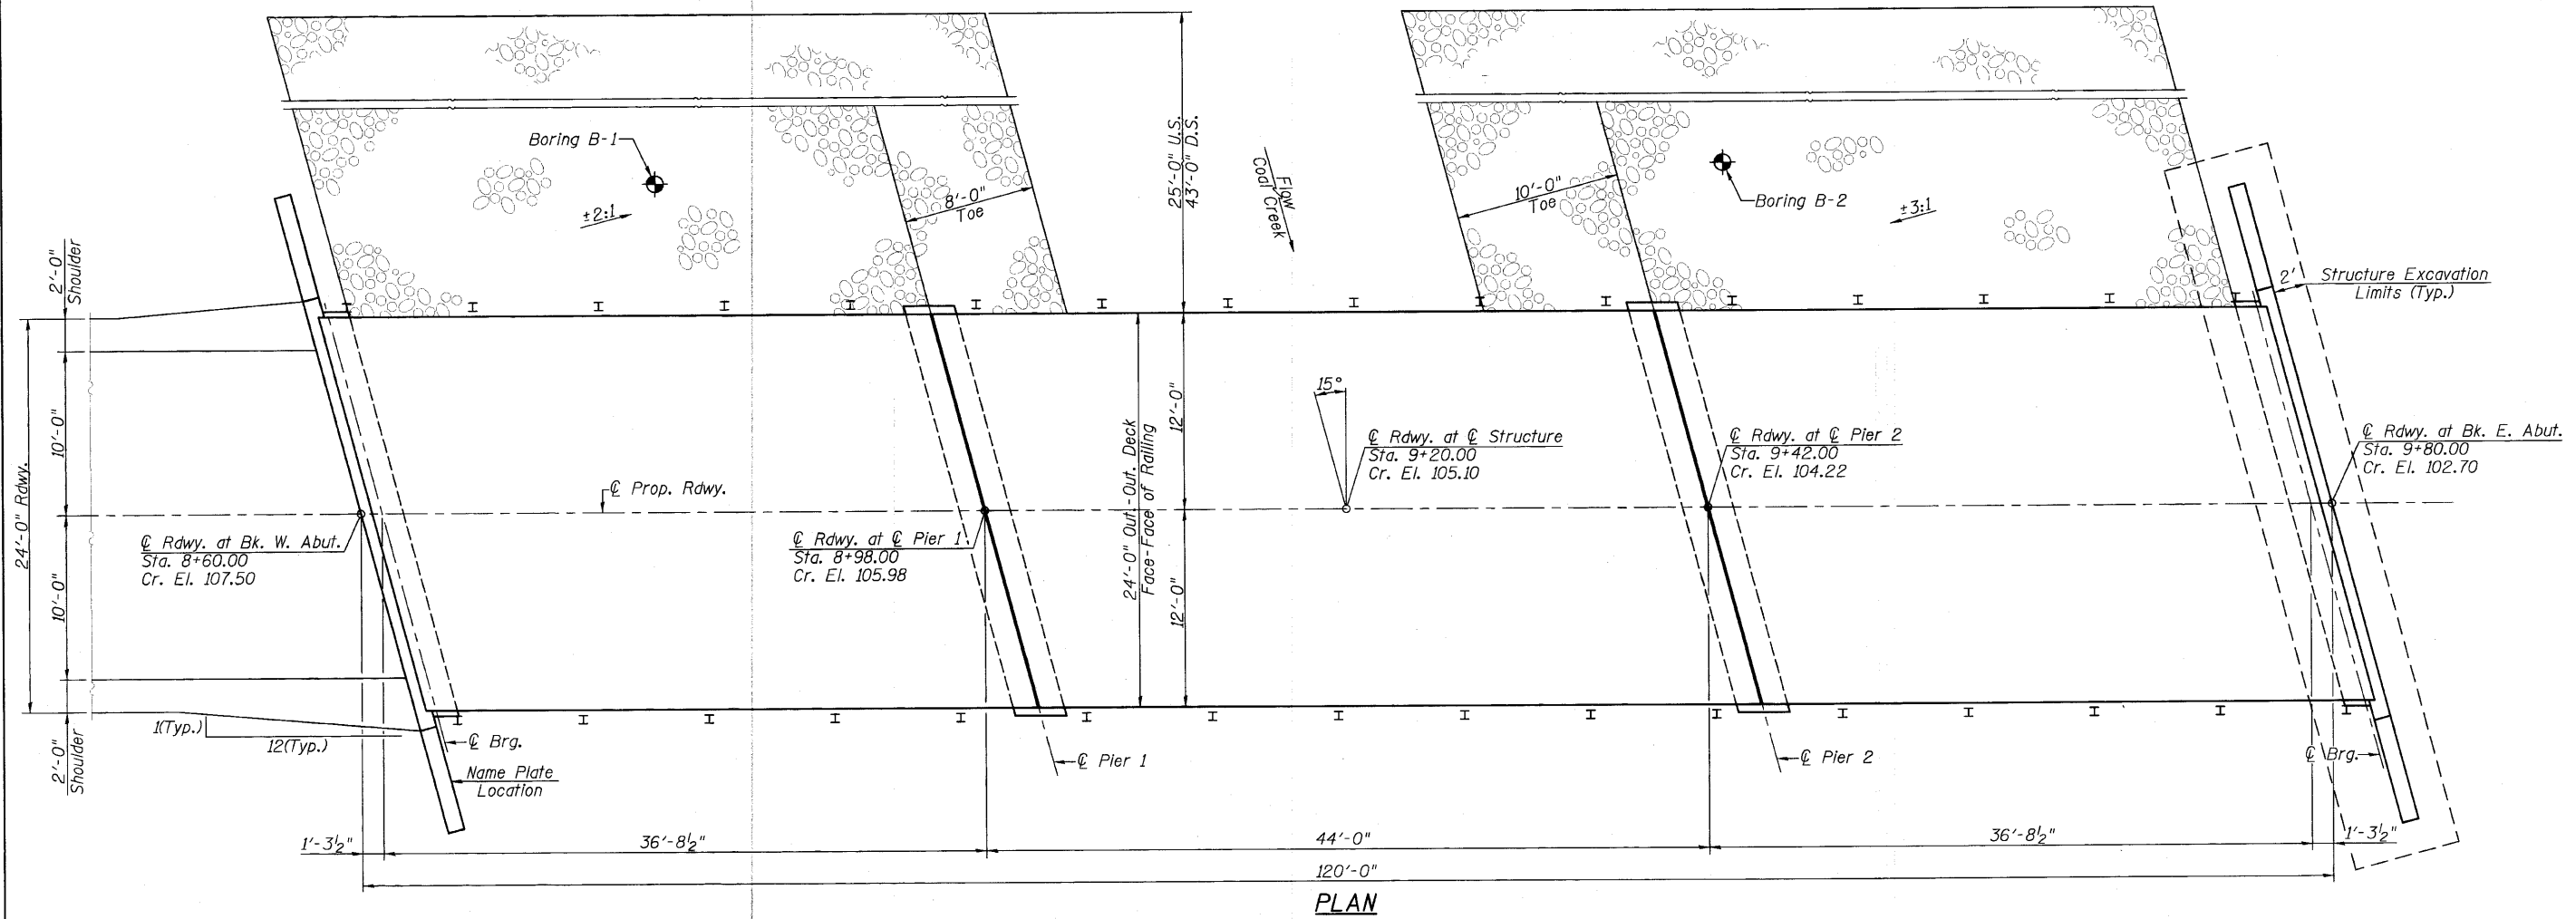 Boring B-1
±2:1
8'-0"
Toe
25'-0" U.S.
43'-0" D.S.
Flow
Coal Creek
10'-0"
Toe
Boring B-2
±3:1
2'
Structure Excavation
Limits (Typ.)
2'-0"
Shoulder
24'-0" Rdwy.
10'-0"
10'-0"
2'-0"
Shoulder
℄ Prop. Rdwy.
℄ Rdwy. at Bk. W. Abut.
Sta. 8+60.00
Cr. El. 107.50
℄ Rdwy. at ℄ Pier 1
Sta. 8+98.00
Cr. El. 105.98
24'-0" Out.-Out. Deck
Face-Face of Railing
12'-0"
12'-0"
15°
℄ Rdwy. at ℄ Structure
Sta. 9+20.00
Cr. El. 105.10
℄ Rdwy. at ℄ Pier 2
Sta. 9+42.00
Cr. El. 104.22
℄ Rdwy. at Bk. E. Abut.
Sta. 9+80.00
Cr. El. 102.70
1(Typ.)
12(Typ.)
℄ Brg.
Name Plate
Location
℄ Pier 1
℄ Pier 2
℄ Brg.
1'-3½"
36'-8½"
44'-0"
36'-8½"
1'-3½"
120'-0"
PLAN